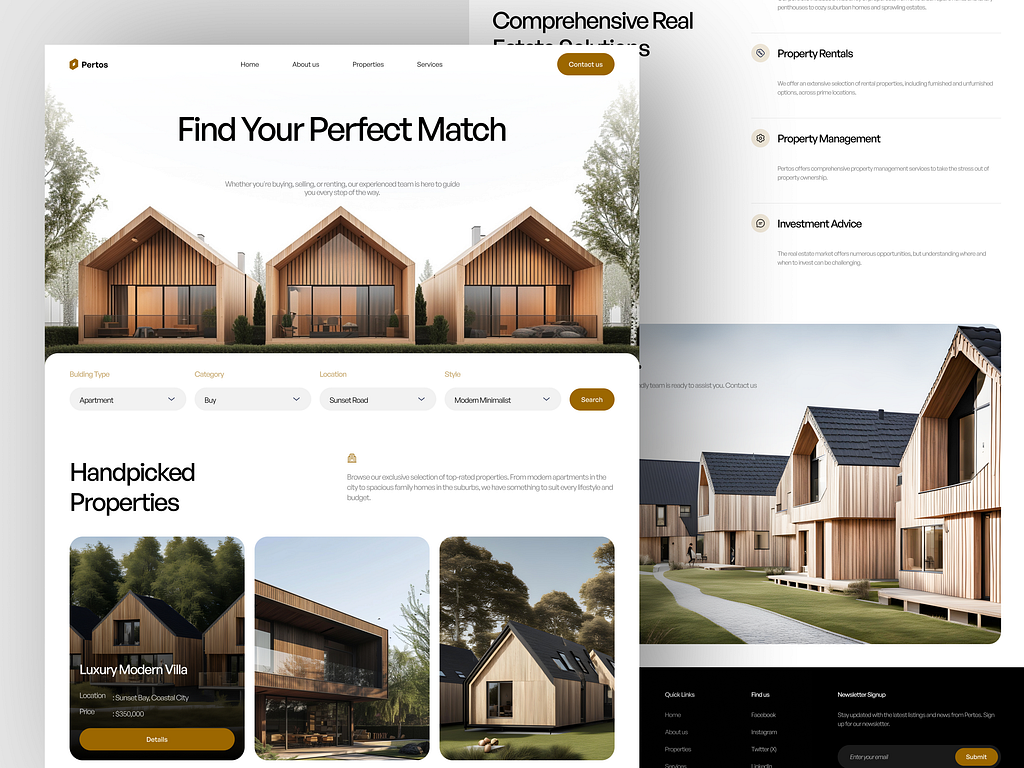 Pertos
Home
About us
Properties
Services
Contact us
Find Your Perfect Match
Whether you're buying, selling, or renting, our experienced team is here to guide
you every step of the way.
Bulding Type
Category
Location
Style
Apartment
Buy
Sunset Road
Modern Minimalist
Search
Handpicked
Properties
Browse our exclusive selection of top-rated properties. From modern apartments in the
city to spacious family homes in the suburbs, we have something to suit every lifestyle and
budget.
Luxury Modern Villa
Location : Sunset Bay, Coastal City
Price : $350,000
Details
Comprehensive Real
Estate Solutions
penthouses to cozy suburban homes and sprawling estates.
Property Rentals
We offer an extensive selection of rental properties, including furnished and unfurnished
options, across prime locations.
Property Management
Pertos offers comprehensive property management services to take the stress out of
property ownership.
Investment Advice
The real estate market offers numerous opportunities, but understanding where and
when to invest can be challenging.
team is ready to assist you. Contact us
Quick Links
Home
About us
Properties
Services
Find us
Facebook
Instagram
Twitter (X)
LinkedIn
Newsletter Signup
Stay updated with the latest listings and news from Pertos. Sign
up for our newsletter.
Enter your email
Submit